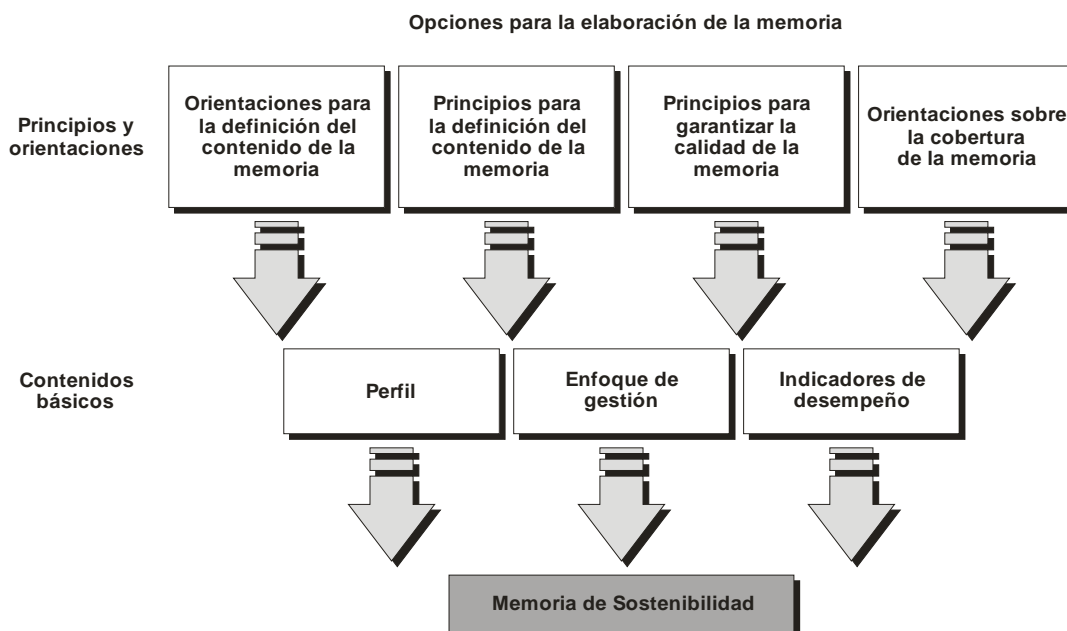 Opciones para la elaboración de la memoria
Principios y
orientaciones
Orientaciones para
la definición del
contenido de la
memoria
Principios para
la definición del
contenido de la
memoria
Principios para
garantizar la
calidad de la
memoria
Orientaciones sobre
la cobertura
de la memoria
Contenidos
básicos
Perfil
Enfoque de
gestión
Indicadores de
desempeño
Memoria de Sostenibilidad